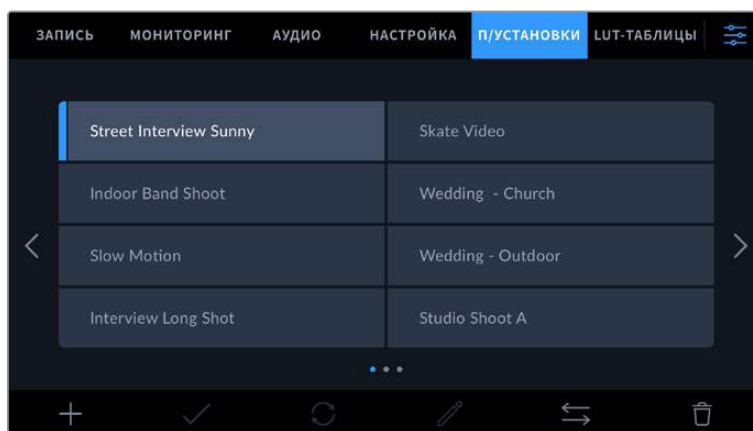 ЗАПИСЬ МОНИТОРИНГ АУДИО НАСТРОЙКА П/УСТАНОВКИ LUT-ТАБЛИЦЫ
Street Interview Sunny Skate Video
Indoor Band Shoot Wedding - Church
Slow Motion Wedding - Outdoor
Interview Long Shot Studio Shoot A